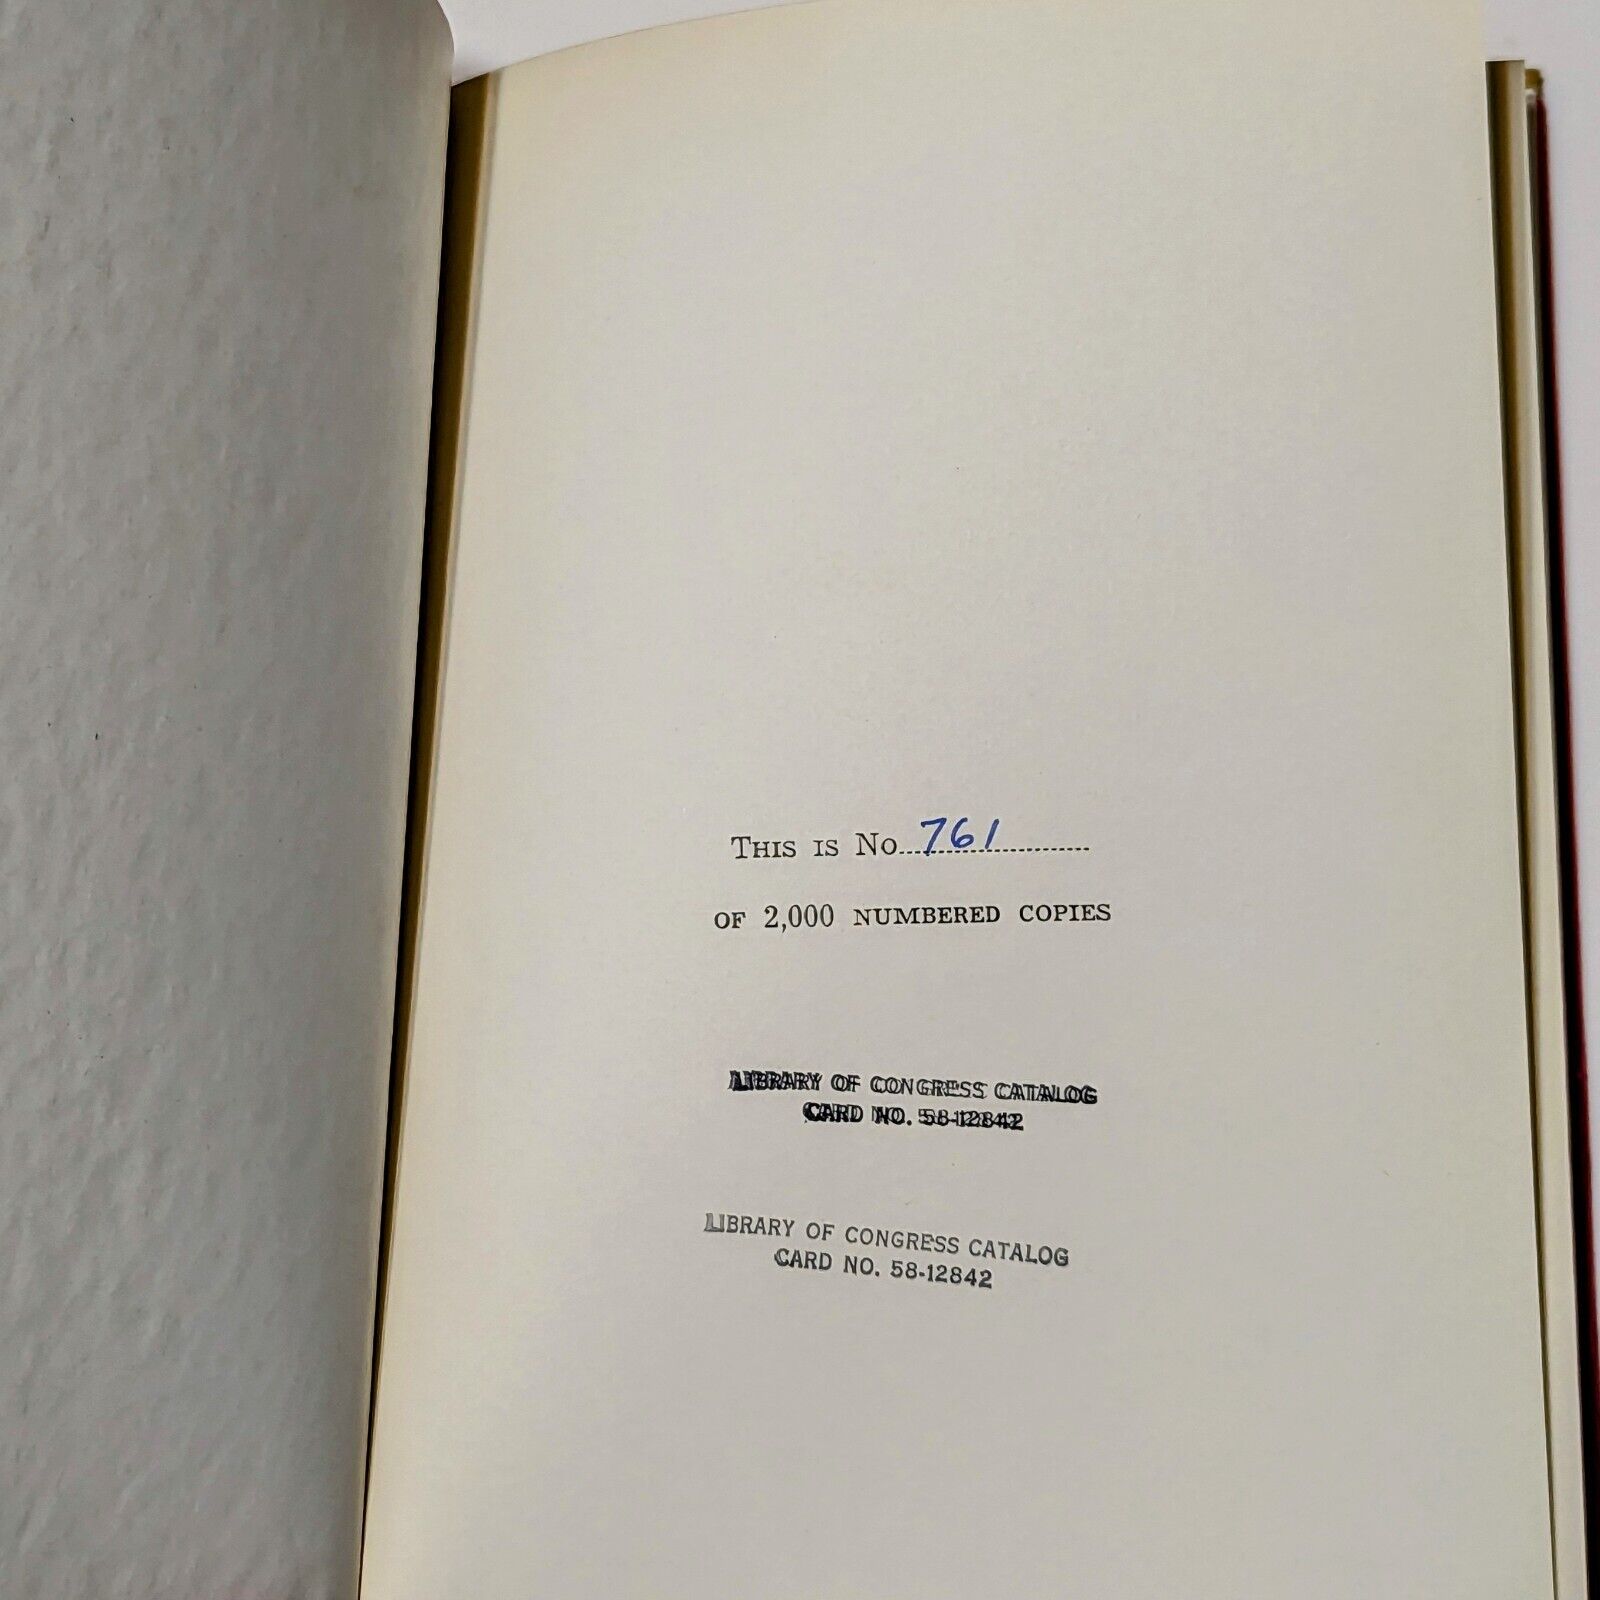 THIS IS No. 761
OF 2,000 NUMBERED COPIES
LIBRARY OF CONGRESS CATALOG
CARD NO. 58-12842
LIBRARY OF CONGRESS CATALOG
CARD NO. 58-12842